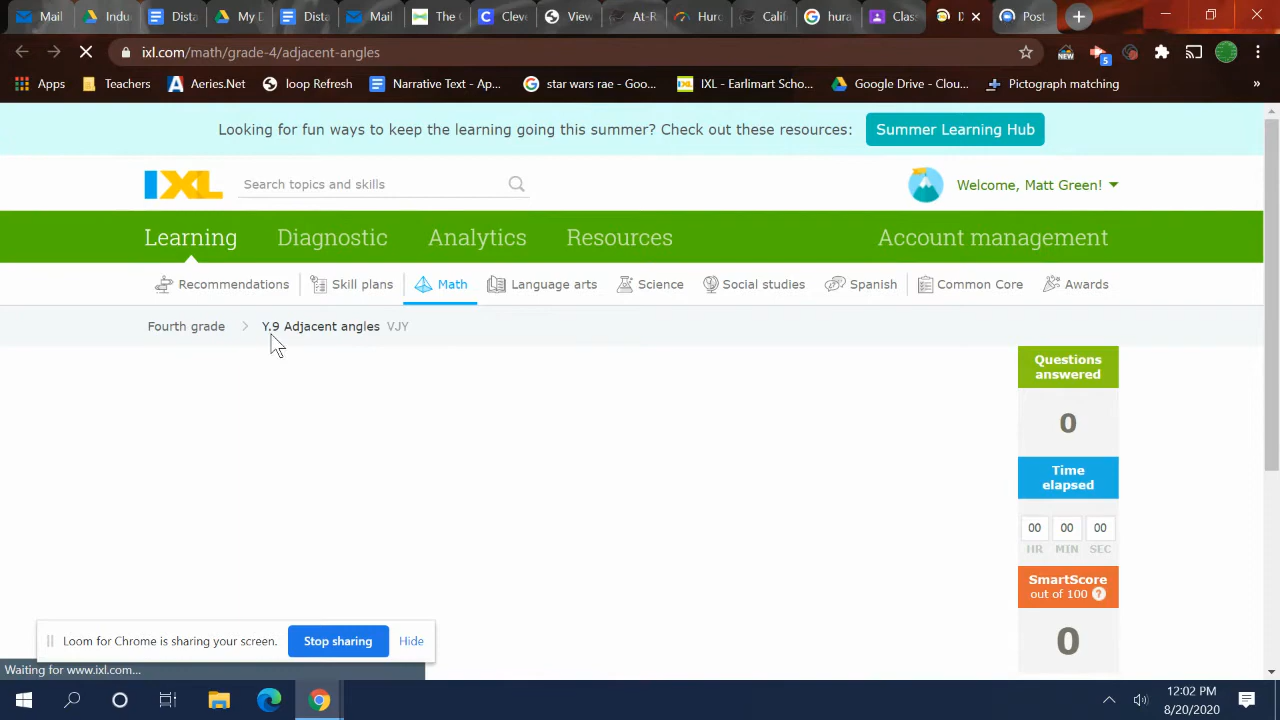 Mail Indu Dista My D Dista Mail The C Cleve View At-R Huro Calif hura Class D Post
ixl.com/math/grade-4/adjacent-angles
NEW 5
Apps Teachers Aeries.Net loop Refresh Narrative Text - Ap... star wars rae - Goo... IXL - Earlimart Scho... Google Drive - Clou... Pictograph matching »
Looking for fun ways to keep the learning going this summer? Check out these resources: Summer Learning Hub
IXL Search topics and skills Welcome, Matt Green!
Learning Diagnostic Analytics Resources Account management
Recommendations Skill plans Math Language arts Science Social studies Spanish Common Core Awards
Fourth grade Y.9 Adjacent angles VJY
Questions
answered
0
Time
elapsed
00 00 00
HR MIN SEC
SmartScore
out of 100 ?
0
Loom for Chrome is sharing your screen. Stop sharing Hide
Waiting for www.ixl.com...
12:02 PM
8/20/2020